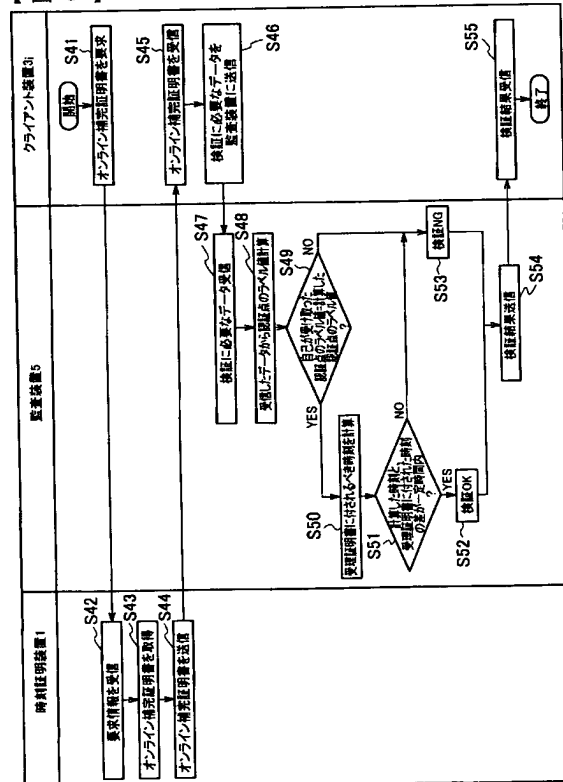 クライアント装置3i
開始
S41
オンライン補完証明書を要求
S45
オンライン補完証明書を受信
S46
検証に必要なデータを
監査装置に送信
S55
検証結果受信
終了
監査装置5
S47
検証に必要なデータ受信
S48
受信したデータから認証点のラベル値計算
S49
自己が受け取った
認証点のラベル値=計算した
認証点のラベル値
?
NO
YES
S50
受理証明書に付されるべき時刻を計算
S51
計算した時刻と、
受理証明書に付された時刻
の差が一定時間内
?
NO
YES
S52
検証OK
S53
検証NG
S54
検証結果送信
時刻証明装置1
S42
要求情報を受信
S43
オンライン補完証明書を取得
S44
オンライン補完証明書を送信